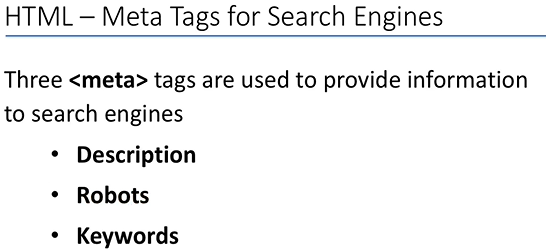 HTML – Meta Tags for Search Engines
Three <meta> tags are used to provide information
to search engines
• Description
• Robots
• Keywords